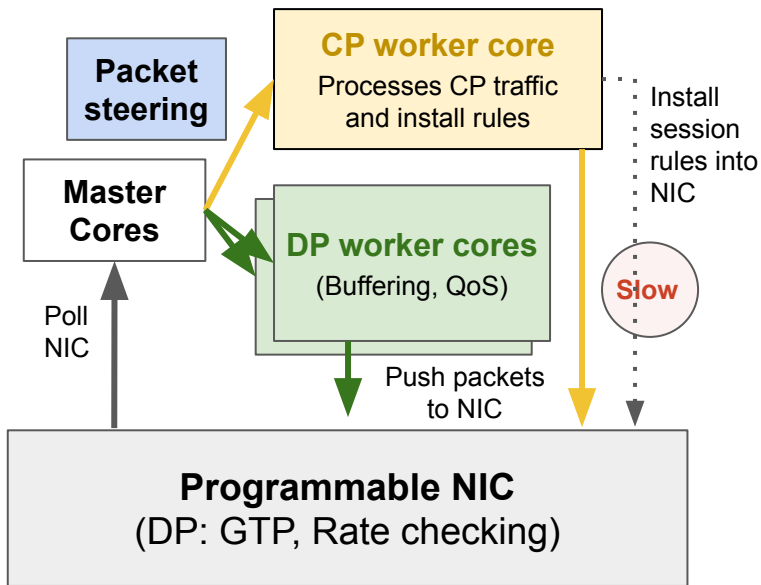 Packet
steering
CP worker core
Processes CP traffic
and install rules
Install
session
rules into
NIC
Master
Cores
DP worker cores
(Buffering, QoS)
Slow
Poll
NIC
Push packets
to NIC
Programmable NIC
(DP: GTP, Rate checking)